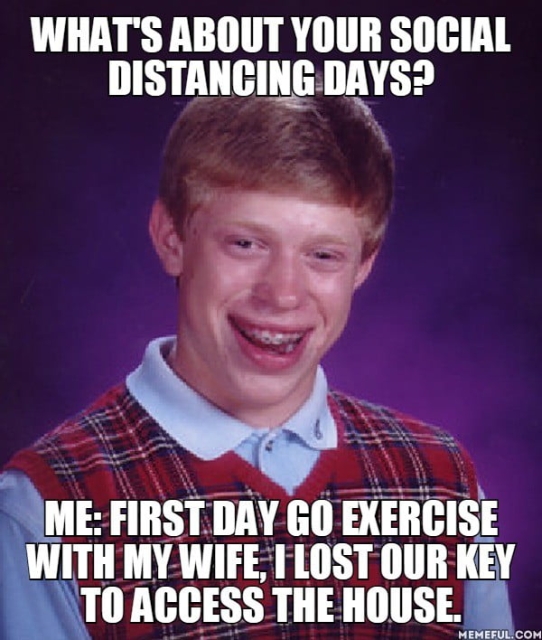 WHAT'S ABOUT YOUR SOCIAL
DISTANCING DAYS?
ME: FIRST DAY GO EXERCISE
WITH MY WIFE, I LOST OUR KEY
TO ACCESS THE HOUSE.
MEMEFUL.COM